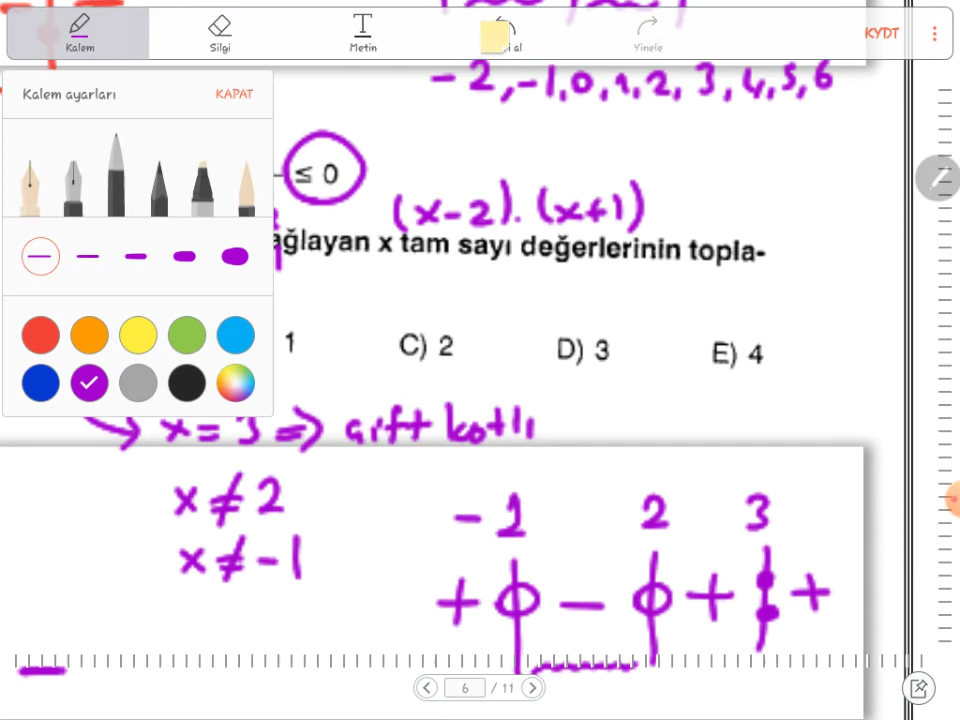 Kalem Silgi Metin al Yinele KYDT
Kalem ayarları KAPAT
-2,-1,0,1,2,3,4,5,6
≤ 0
(x-2).(x+1)
ağlayan x tam sayı değerlerinin topla-
1 C) 2 D) 3 E) 4
x=3 => çift katlı
x≠2
x≠-1
-1 2 3
+ - + +
6 / 11